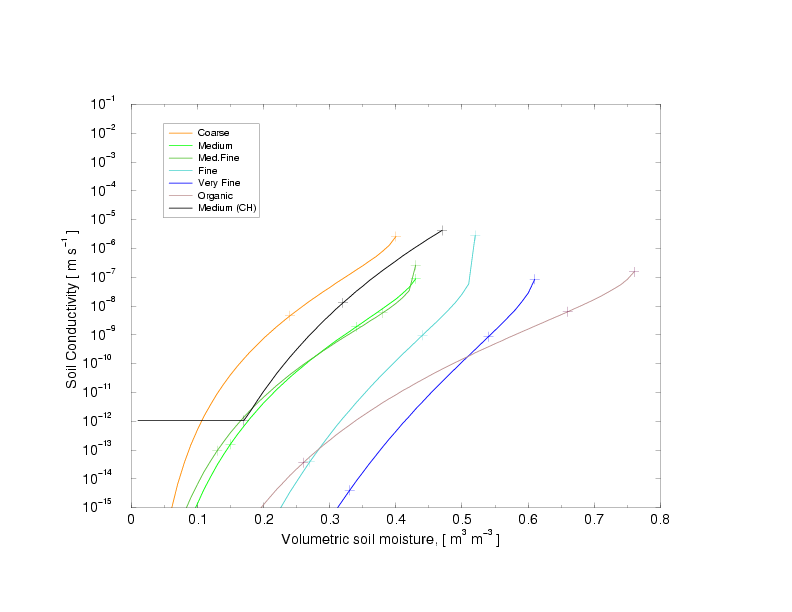 10⁻¹
10⁻²
10⁻³
10⁻⁴
10⁻⁵
10⁻⁶
10⁻⁷
10⁻⁸
10⁻⁹
10⁻¹⁰
10⁻¹¹
10⁻¹²
10⁻¹³
10⁻¹⁴
10⁻¹⁵
Soil Conductivity [ m s⁻¹ ]
Coarse
Medium
Med.Fine
Fine
Very Fine
Organic
Medium (CH)
0 0.1 0.2 0.3 0.4 0.5 0.6 0.7 0.8
Volumetric soil moisture, [ m³ m⁻³ ]